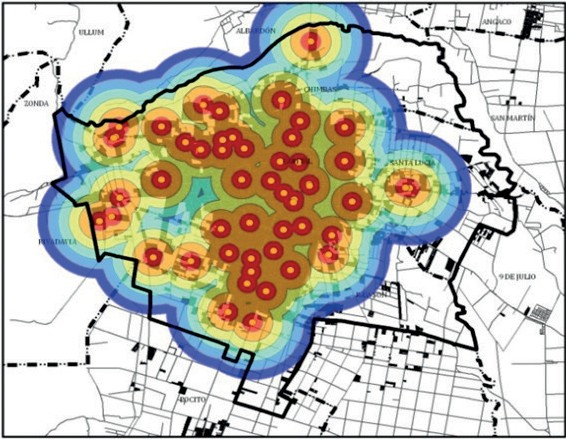 ANGACO
ULLUM
ALBARDÓN
CHIMBAS
ZONDA
SAN MARTÍN
SANTA LUCÍA
RIVADAVIA
9 DE JULIO
POCITO